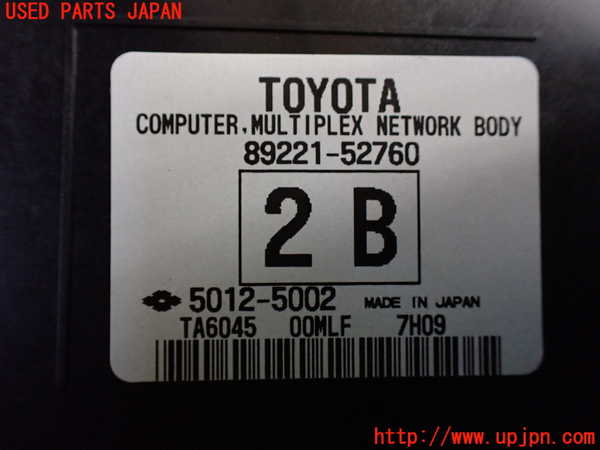 USED PARTS JAPAN
TOYOTA
COMPUTER, MULTIPLEX NETWORK BODY
89221-52760
2 B
5012-5002 MADE IN JAPAN
TA6045 00MLF 7H09
http://www.upjpn.com/